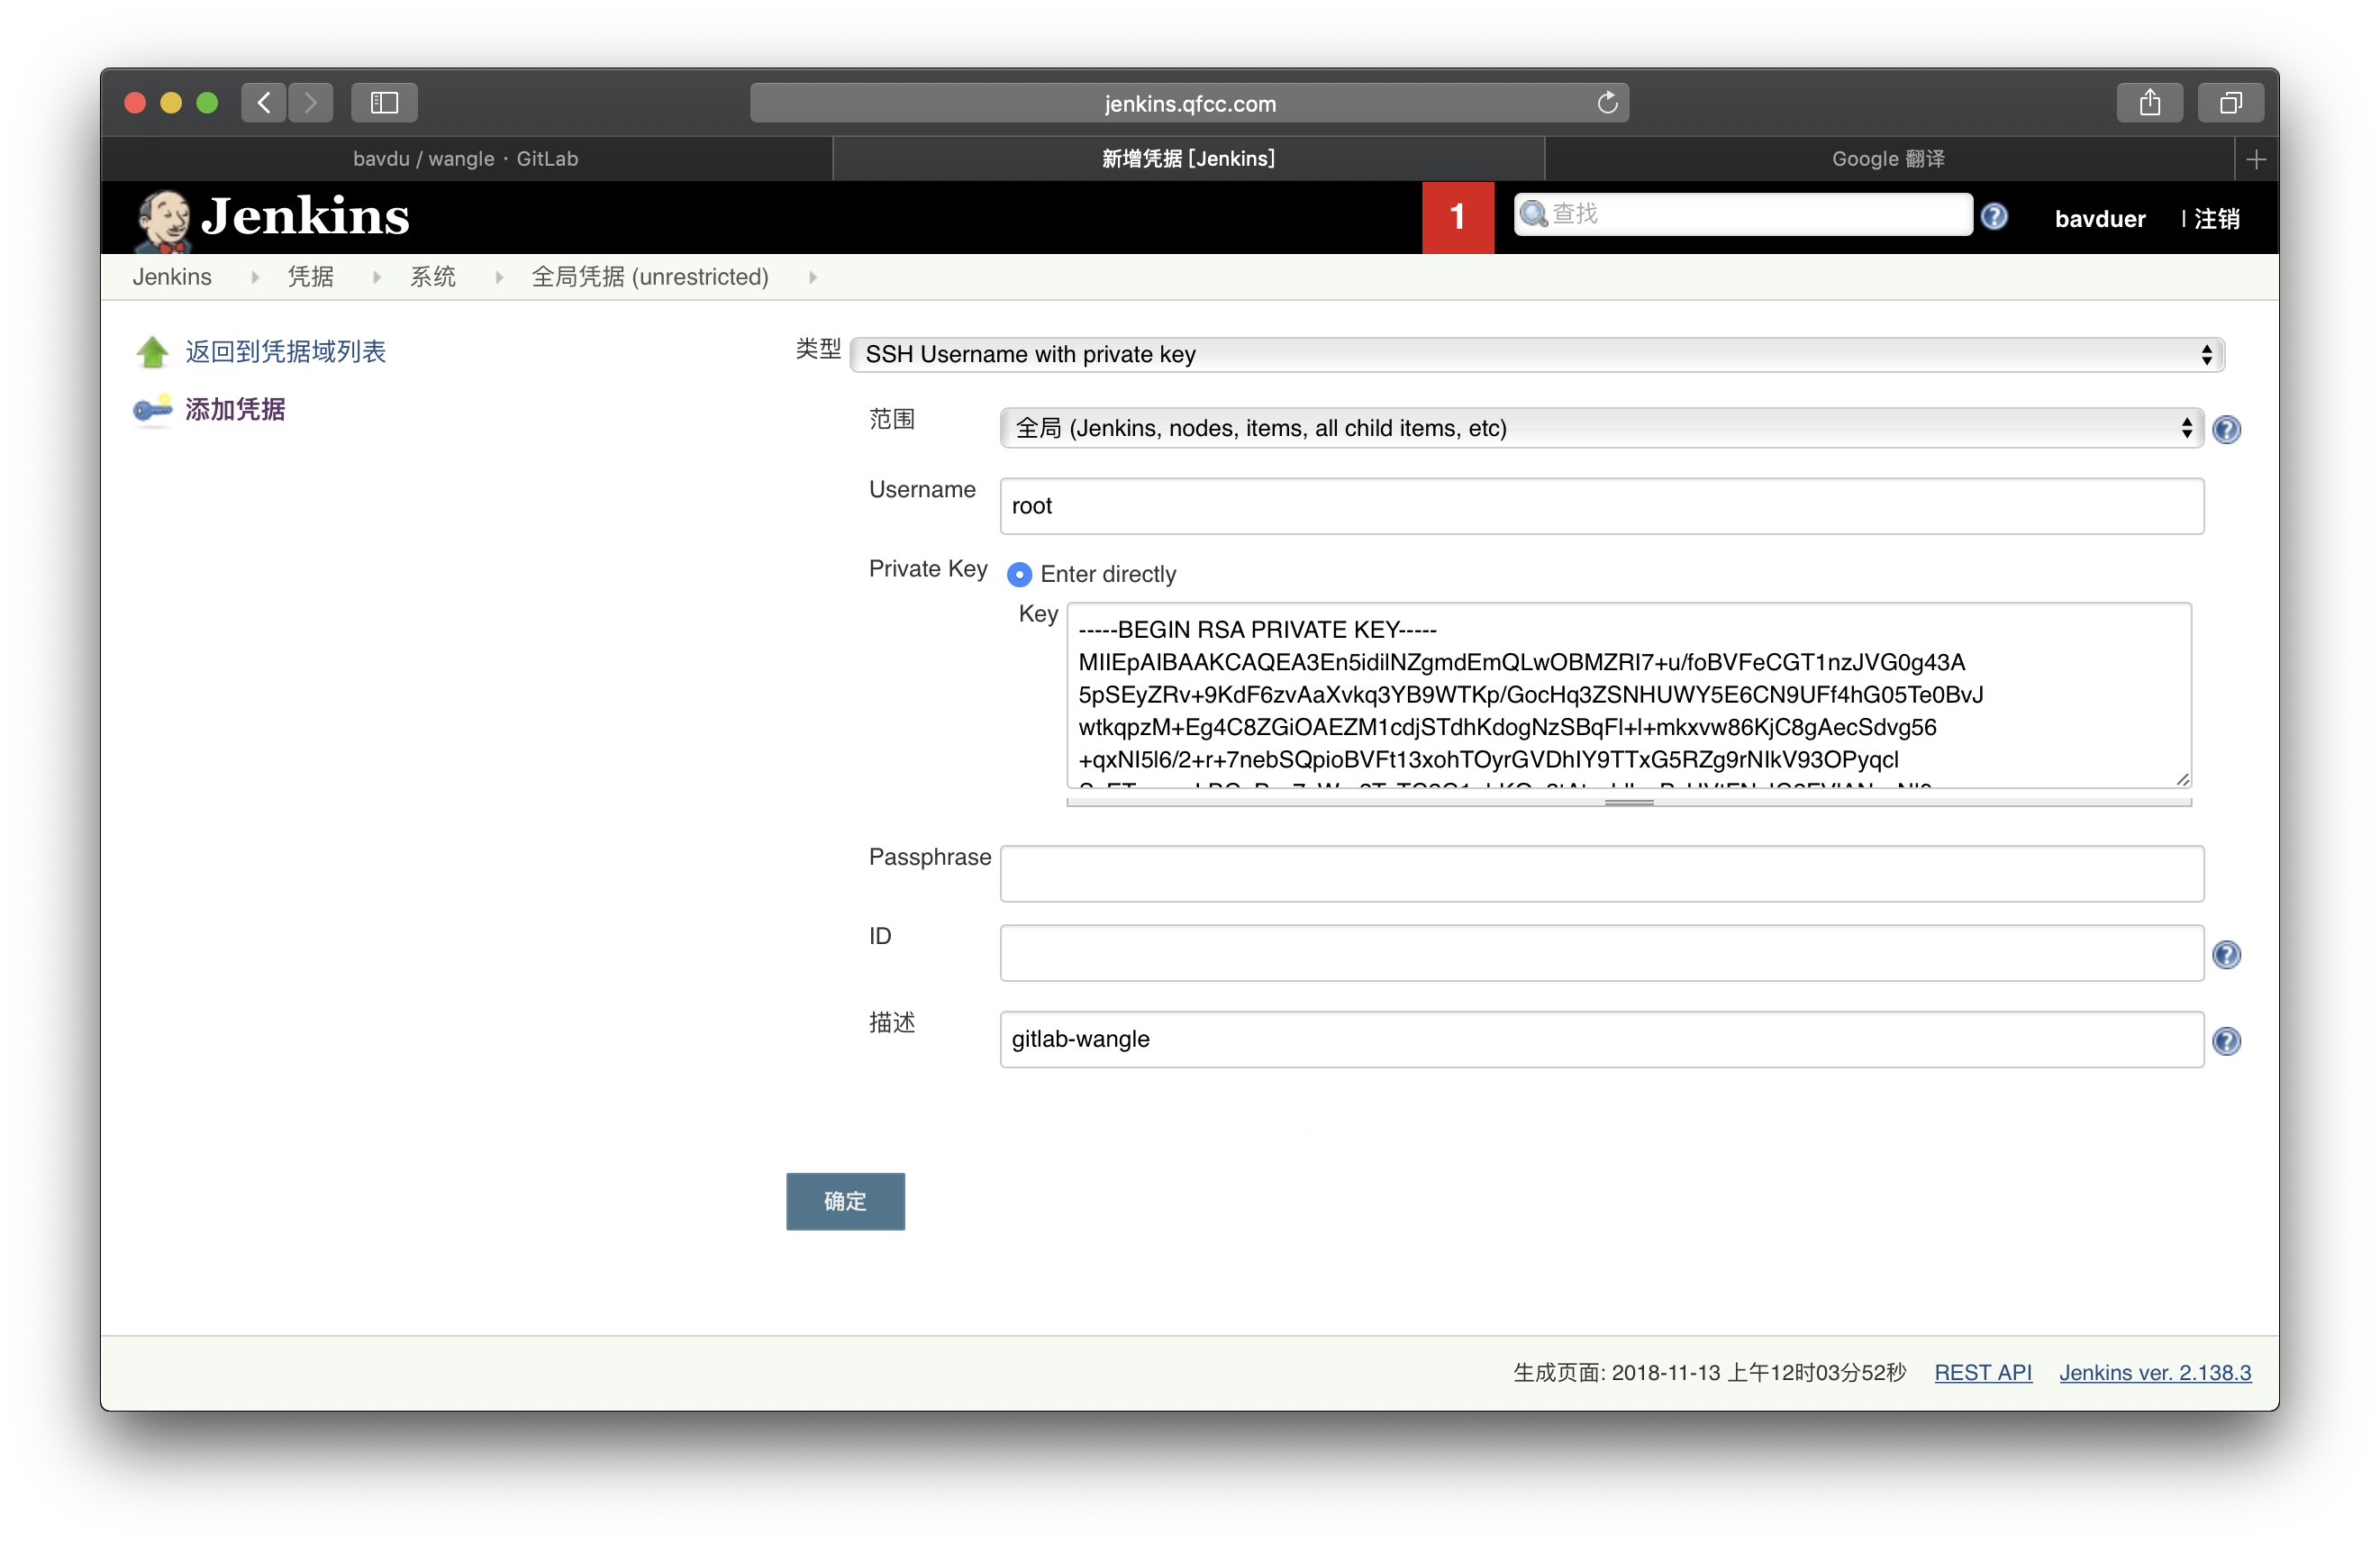 jenkins.qfcc.com
bavdu / wangle · GitLab
新增凭据 [Jenkins]
Google 翻译
Jenkins
1
查找
bavduer
| 注销
Jenkins
凭据
系统
全局凭据 (unrestricted)
返回到凭据域列表
添加凭据
类型
SSH Username with private key
范围
全局 (Jenkins, nodes, items, all child items, etc)
Username
root
Private Key
Enter directly
Key
-----BEGIN RSA PRIVATE KEY-----
MIIEpAIBAAKCAQEA3En5idilNZgmdEmQLwOBMZRI7+u/foBVFeCGT1nzJVG0g43A
5pSEyZRv+9KdF6zvAaXvkq3YB9WTKp/GocHq3ZSNHUWY5E6CN9UFf4hG05Te0BvJ
wtkqpzM+Eg4C8ZGiOAEZM1cdjSTdhKdogNzSBqFl+l+mkxvw86KjC8gAecSdvg56
+qxNI5l6/2+r+7nebSQpioBVFt13xohTOyrGVDhIY9TTxG5RZg9rNIkV93OPyqcl
Passphrase
ID
描述
gitlab-wangle
确定
生成页面: 2018-11-13 上午12时03分52秒
REST API
Jenkins ver. 2.138.3